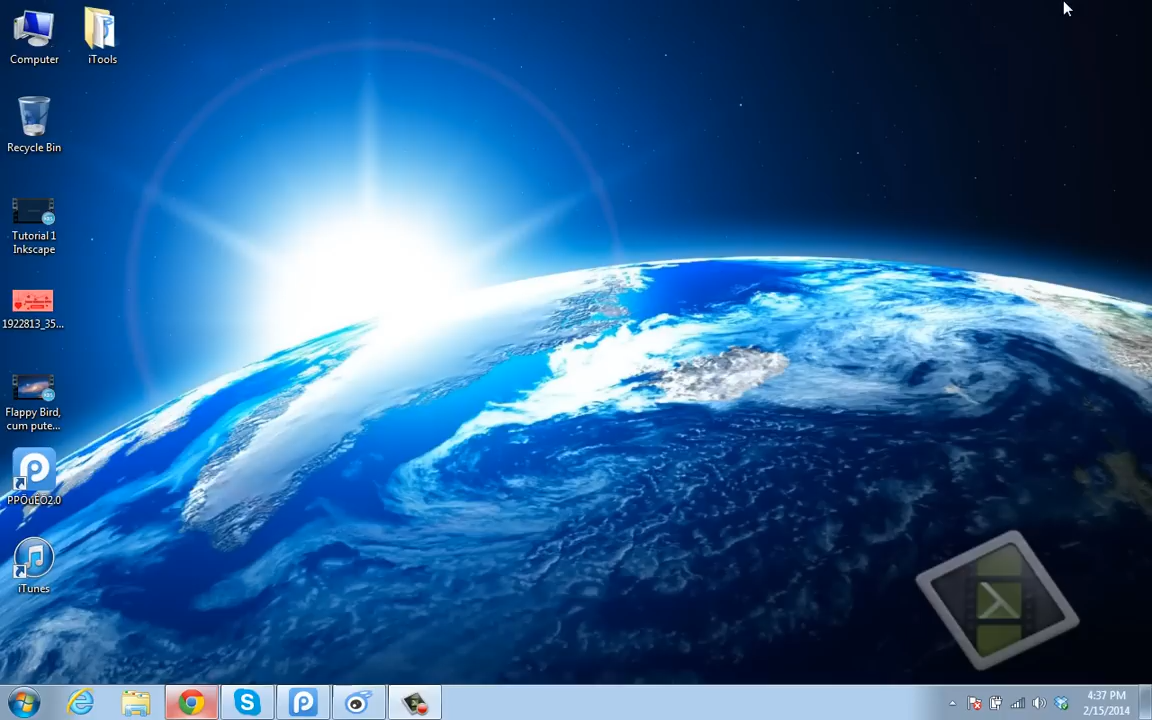 Computer
iTools
Recycle Bin
Tutorial 1
Inkscape
1922813_35...
Flappy Bird,
cum pute...
PPÖúÊÖ2.0
iTunes
4:37 PM
2/15/2014